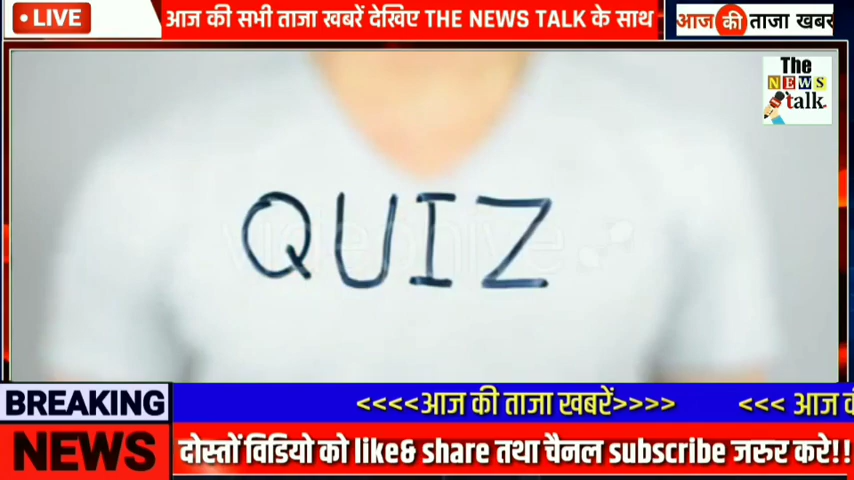 LIVE
आज की सभी ताजा खबरें देखिए THE NEWS TALK के साथ
आज की ताजा खबर
The
NEWS
talk
QUIZ
videohive
BREAKING
NEWS
<<<<आज की ताजा खबरें>>>> <<< आज की
दोस्तों विडियो को like& share तथा चैनल subscribe जरुर करे!!